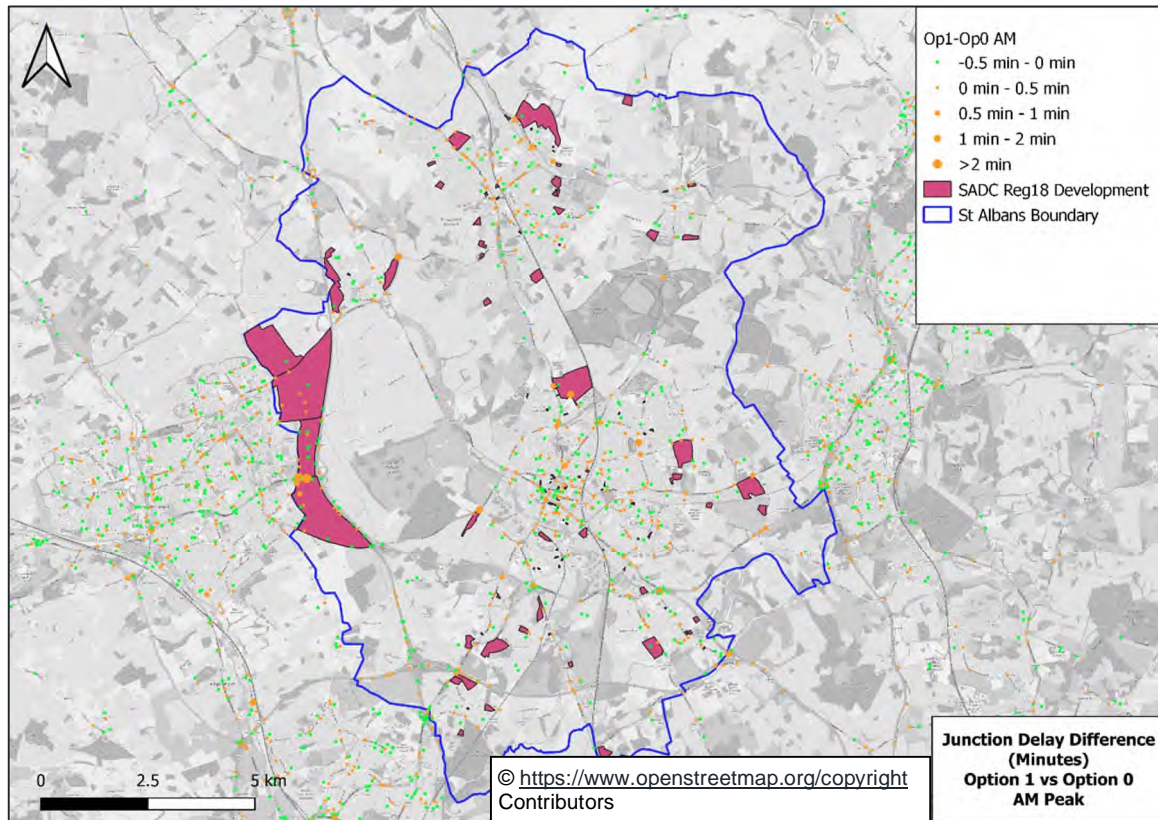 Op1-Op0 AM
-0.5 min - 0 min
0 min - 0.5 min
0.5 min - 1 min
1 min - 2 min
>2 min
SADC Reg18 Development
St Albans Boundary
0 2.5 5 km
© https://www.openstreetmap.org/copyright
Contributors
Junction Delay Difference
(Minutes)
Option 1 vs Option 0
AM Peak